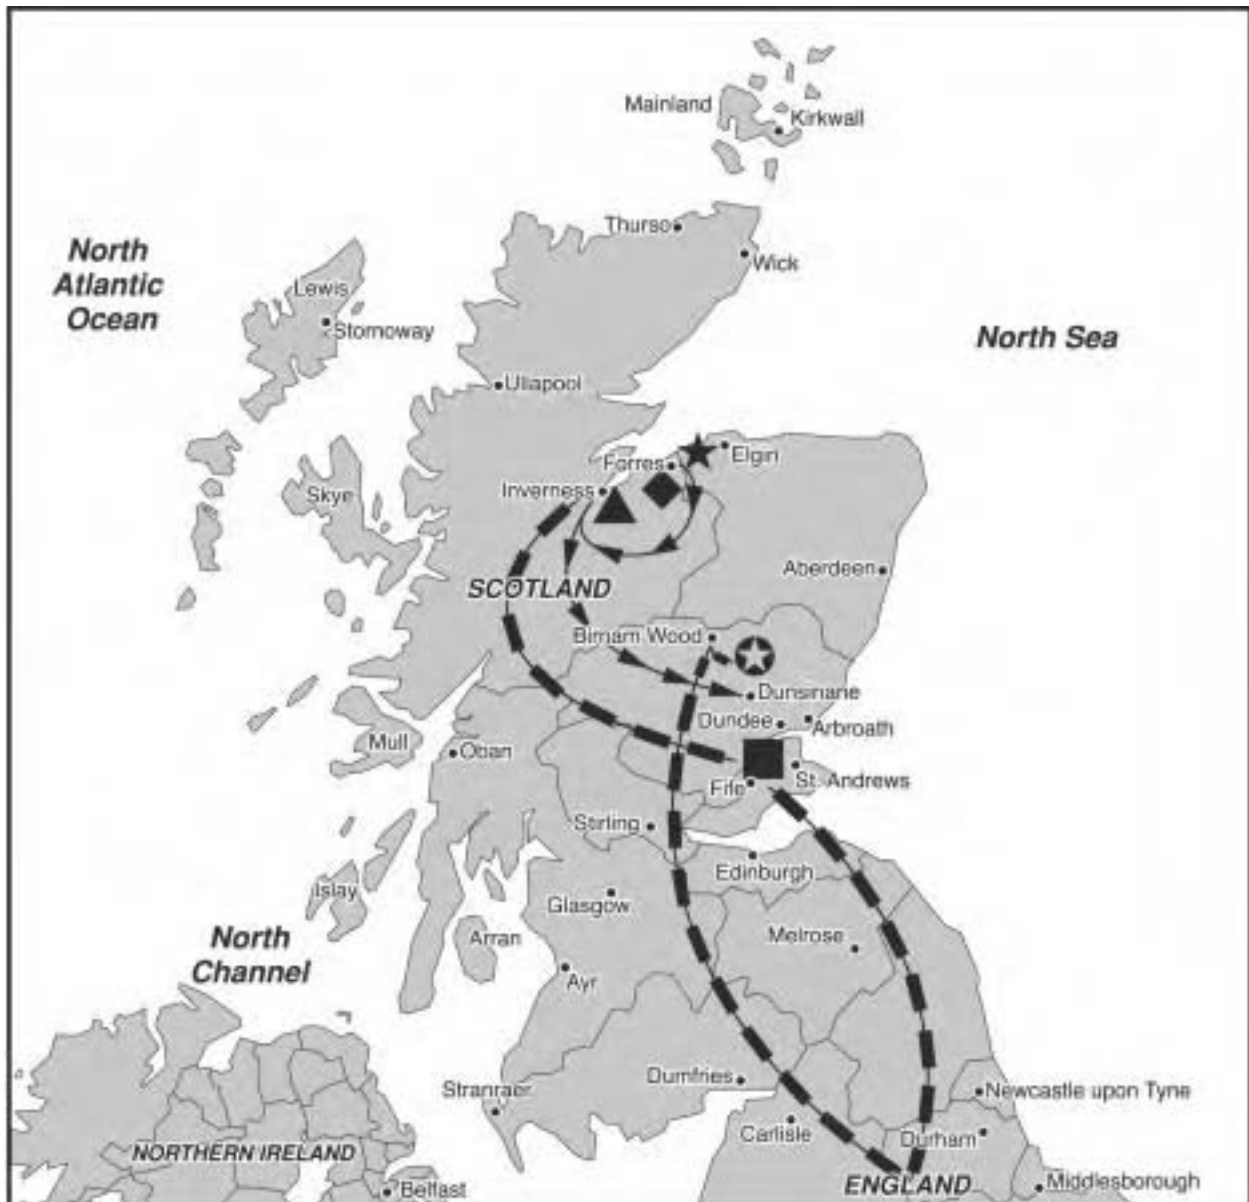 Mainland
Kirkwall
Thurso
Wick
North
Atlantic
Ocean
Lewis
Stornoway
North Sea
Ullapool
Elgin
Forres
Inverness
Skye
Aberdeen
SCOTLAND
Birnam Wood
Dunsinane
Dundee
Arbroath
Mull
Oban
St. Andrews
Fife
Stirling
Edinburgh
Islay
Glasgow
Melrose
North
Channel
Arran
Ayr
Dumfries
Stranraer
Newcastle upon Tyne
Carlisle
Durham
NORTHERN IRELAND
Belfast
ENGLAND
Middlesborough